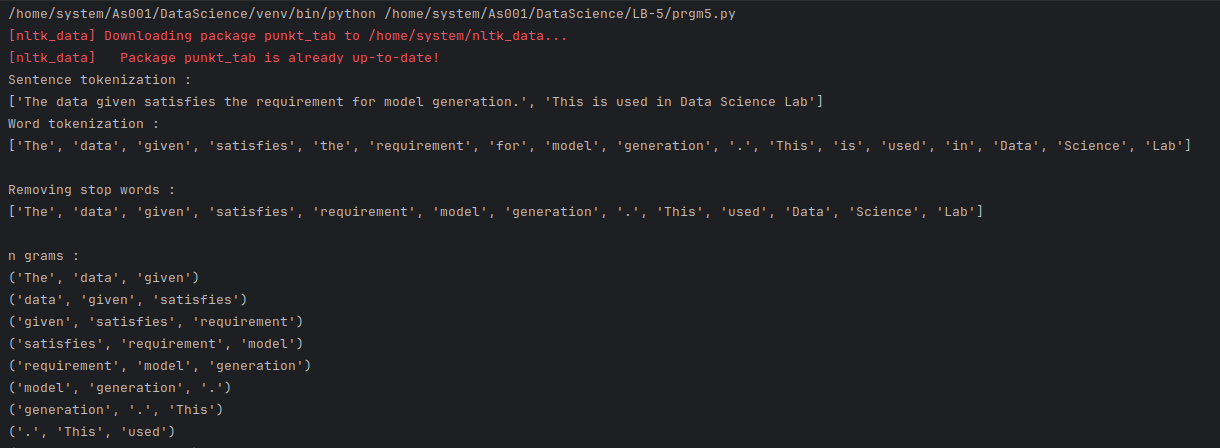 /home/system/As001/DataScience/venv/bin/python /home/system/As001/DataScience/LB-5/prgm5.py
[nltk_data] Downloading package punkt_tab to /home/system/nltk_data...
[nltk_data]   Package punkt_tab is already up-to-date!
Sentence tokenization :
['The data given satisfies the requirement for model generation.', 'This is used in Data Science Lab']
Word tokenization :
['The', 'data', 'given', 'satisfies', 'the', 'requirement', 'for', 'model', 'generation', '.', 'This', 'is', 'used', 'in', 'Data', 'Science', 'Lab']
Removing stop words :
['The', 'data', 'given', 'satisfies', 'requirement', 'model', 'generation', '.', 'This', 'used', 'Data', 'Science', 'Lab']
n grams :
('The', 'data', 'given')
('data', 'given', 'satisfies')
('given', 'satisfies', 'requirement')
('satisfies', 'requirement', 'model')
('requirement', 'model', 'generation')
('model', 'generation', '.')
('generation', '.', 'This')
('.', 'This', 'used')